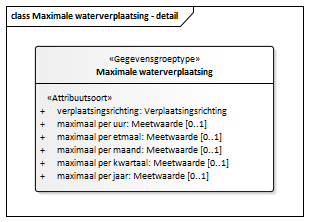 class Maximale waterverplaatsing - detail
«Gegevensgroeptype»
Maximale waterverplaatsing
«Attribuutsoort»
+ verplaatsingsrichting: Verplaatsingsrichting
+ maximaal per uur: Meetwaarde [0..1]
+ maximaal per etmaal: Meetwaarde [0..1]
+ maximaal per maand: Meetwaarde [0..1]
+ maximaal per kwartaal: Meetwaarde [0..1]
+ maximaal per jaar: Meetwaarde [0..1]